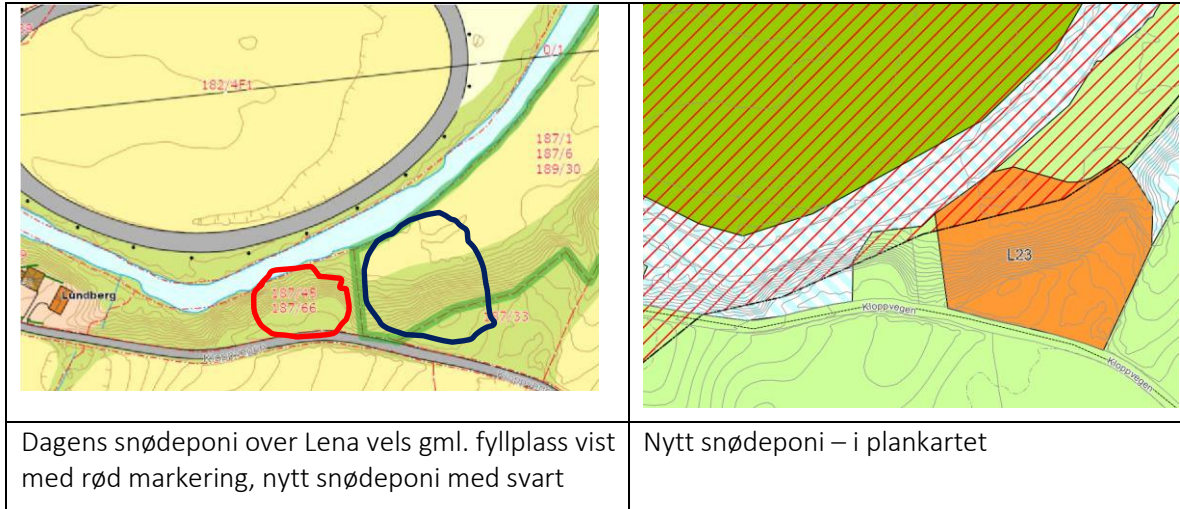 0/1
182/4F1
187/1
187/6
189/30
Lundberg
187/45
187/66
187/33
Kloppvegen
L23
Kloppvegen
Kloppvegen
Dagens snødeponi over Lena vels gml. fyllplass vist
med rød markering, nytt snødeponi med svart
Nytt snødeponi – i plankartet